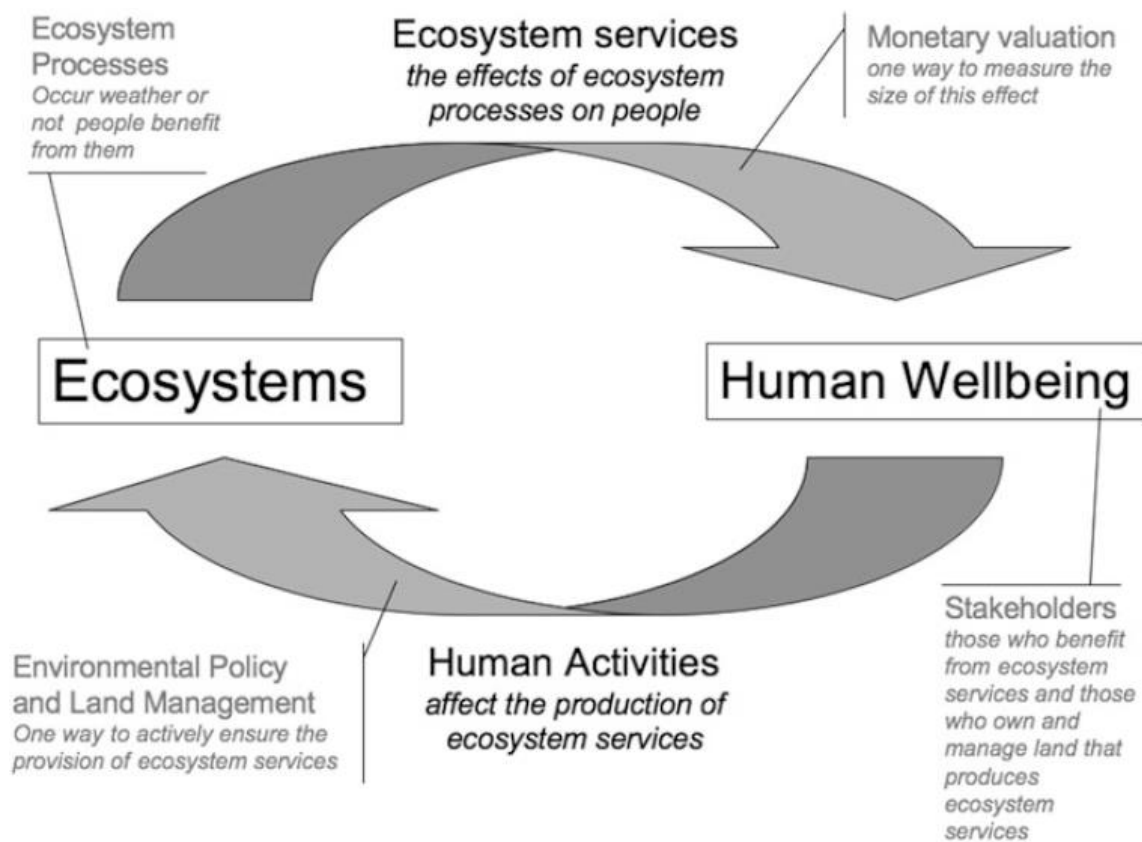 Ecosystem
Processes
Occur weather or
not people benefit
from them
Ecosystem services
the effects of ecosystem
processes on people
Monetary valuation
one way to measure the
size of this effect
Ecosystems
Human Wellbeing
Environmental Policy
and Land Management
One way to actively ensure the
provision of ecosystem services
Human Activities
affect the production of
ecosystem services
Stakeholders
those who benefit
from ecosystem
services and those
who own and
manage land that
produces
ecosystem
services